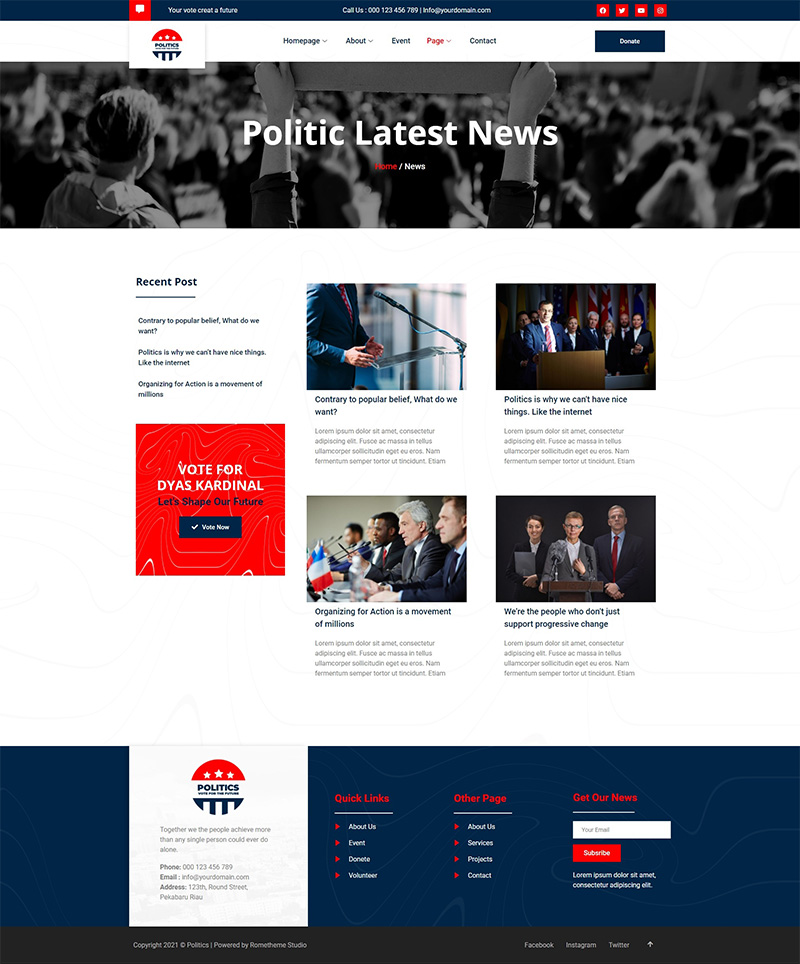 Your vote creat a future
Call Us : 000 123 456 789 | Info@yourdomain.com
POLITICS
VOTE FOR THE FUTURE
Homepage
About
Event
Page
Contact
Donate
Politic Latest News
Home / News
Recent Post
Contrary to popular belief, What do we
want?
Politics is why we can't have nice things.
Like the internet
Organizing for Action is a movement of
millions
VOTE FOR
DYAS KARDINAL
Let's Shape Our Future
Vote Now
Contrary to popular belief, What do we
want?
Lorem ipsum dolor sit amet, consectetur
adipiscing elit. Fusce ac massa in tellus
ullamcorper sollicitudin eget eu eros. Nam
fermentum semper tortor ut tincidunt. Etiam
Politics is why we can't have nice
things. Like the internet
Lorem ipsum dolor sit amet, consectetur
adipiscing elit. Fusce ac massa in tellus
ullamcorper sollicitudin eget eu eros. Nam
fermentum semper tortor ut tincidunt. Etiam
Organizing for Action is a movement
of millions
Lorem ipsum dolor sit amet, consectetur
adipiscing elit. Fusce ac massa in tellus
ullamcorper sollicitudin eget eu eros. Nam
fermentum semper tortor ut tincidunt. Etiam
We're the people who don't just
support progressive change
Lorem ipsum dolor sit amet, consectetur
adipiscing elit. Fusce ac massa in tellus
ullamcorper sollicitudin eget eu eros. Nam
fermentum semper tortor ut tincidunt. Etiam
POLITICS
VOTE FOR THE FUTURE
Together we the people achieve more
than any single person could ever do
alone.
Phone: 000 123 456 789
Email : info@yourdomain.com
Address: 123th, Round Street,
Pekabaru Riau
Quick Links
About Us
Event
Donete
Volunteer
Other Page
About Us
Services
Projects
Contact
Get Our News
Your Email
Subsribe
Lorem ipsum dolor sit amet,
consectetur adipiscing elit.
Copyright 2021 © Politics | Powered by Rometheme Studio
Facebook
Instagram
Twitter